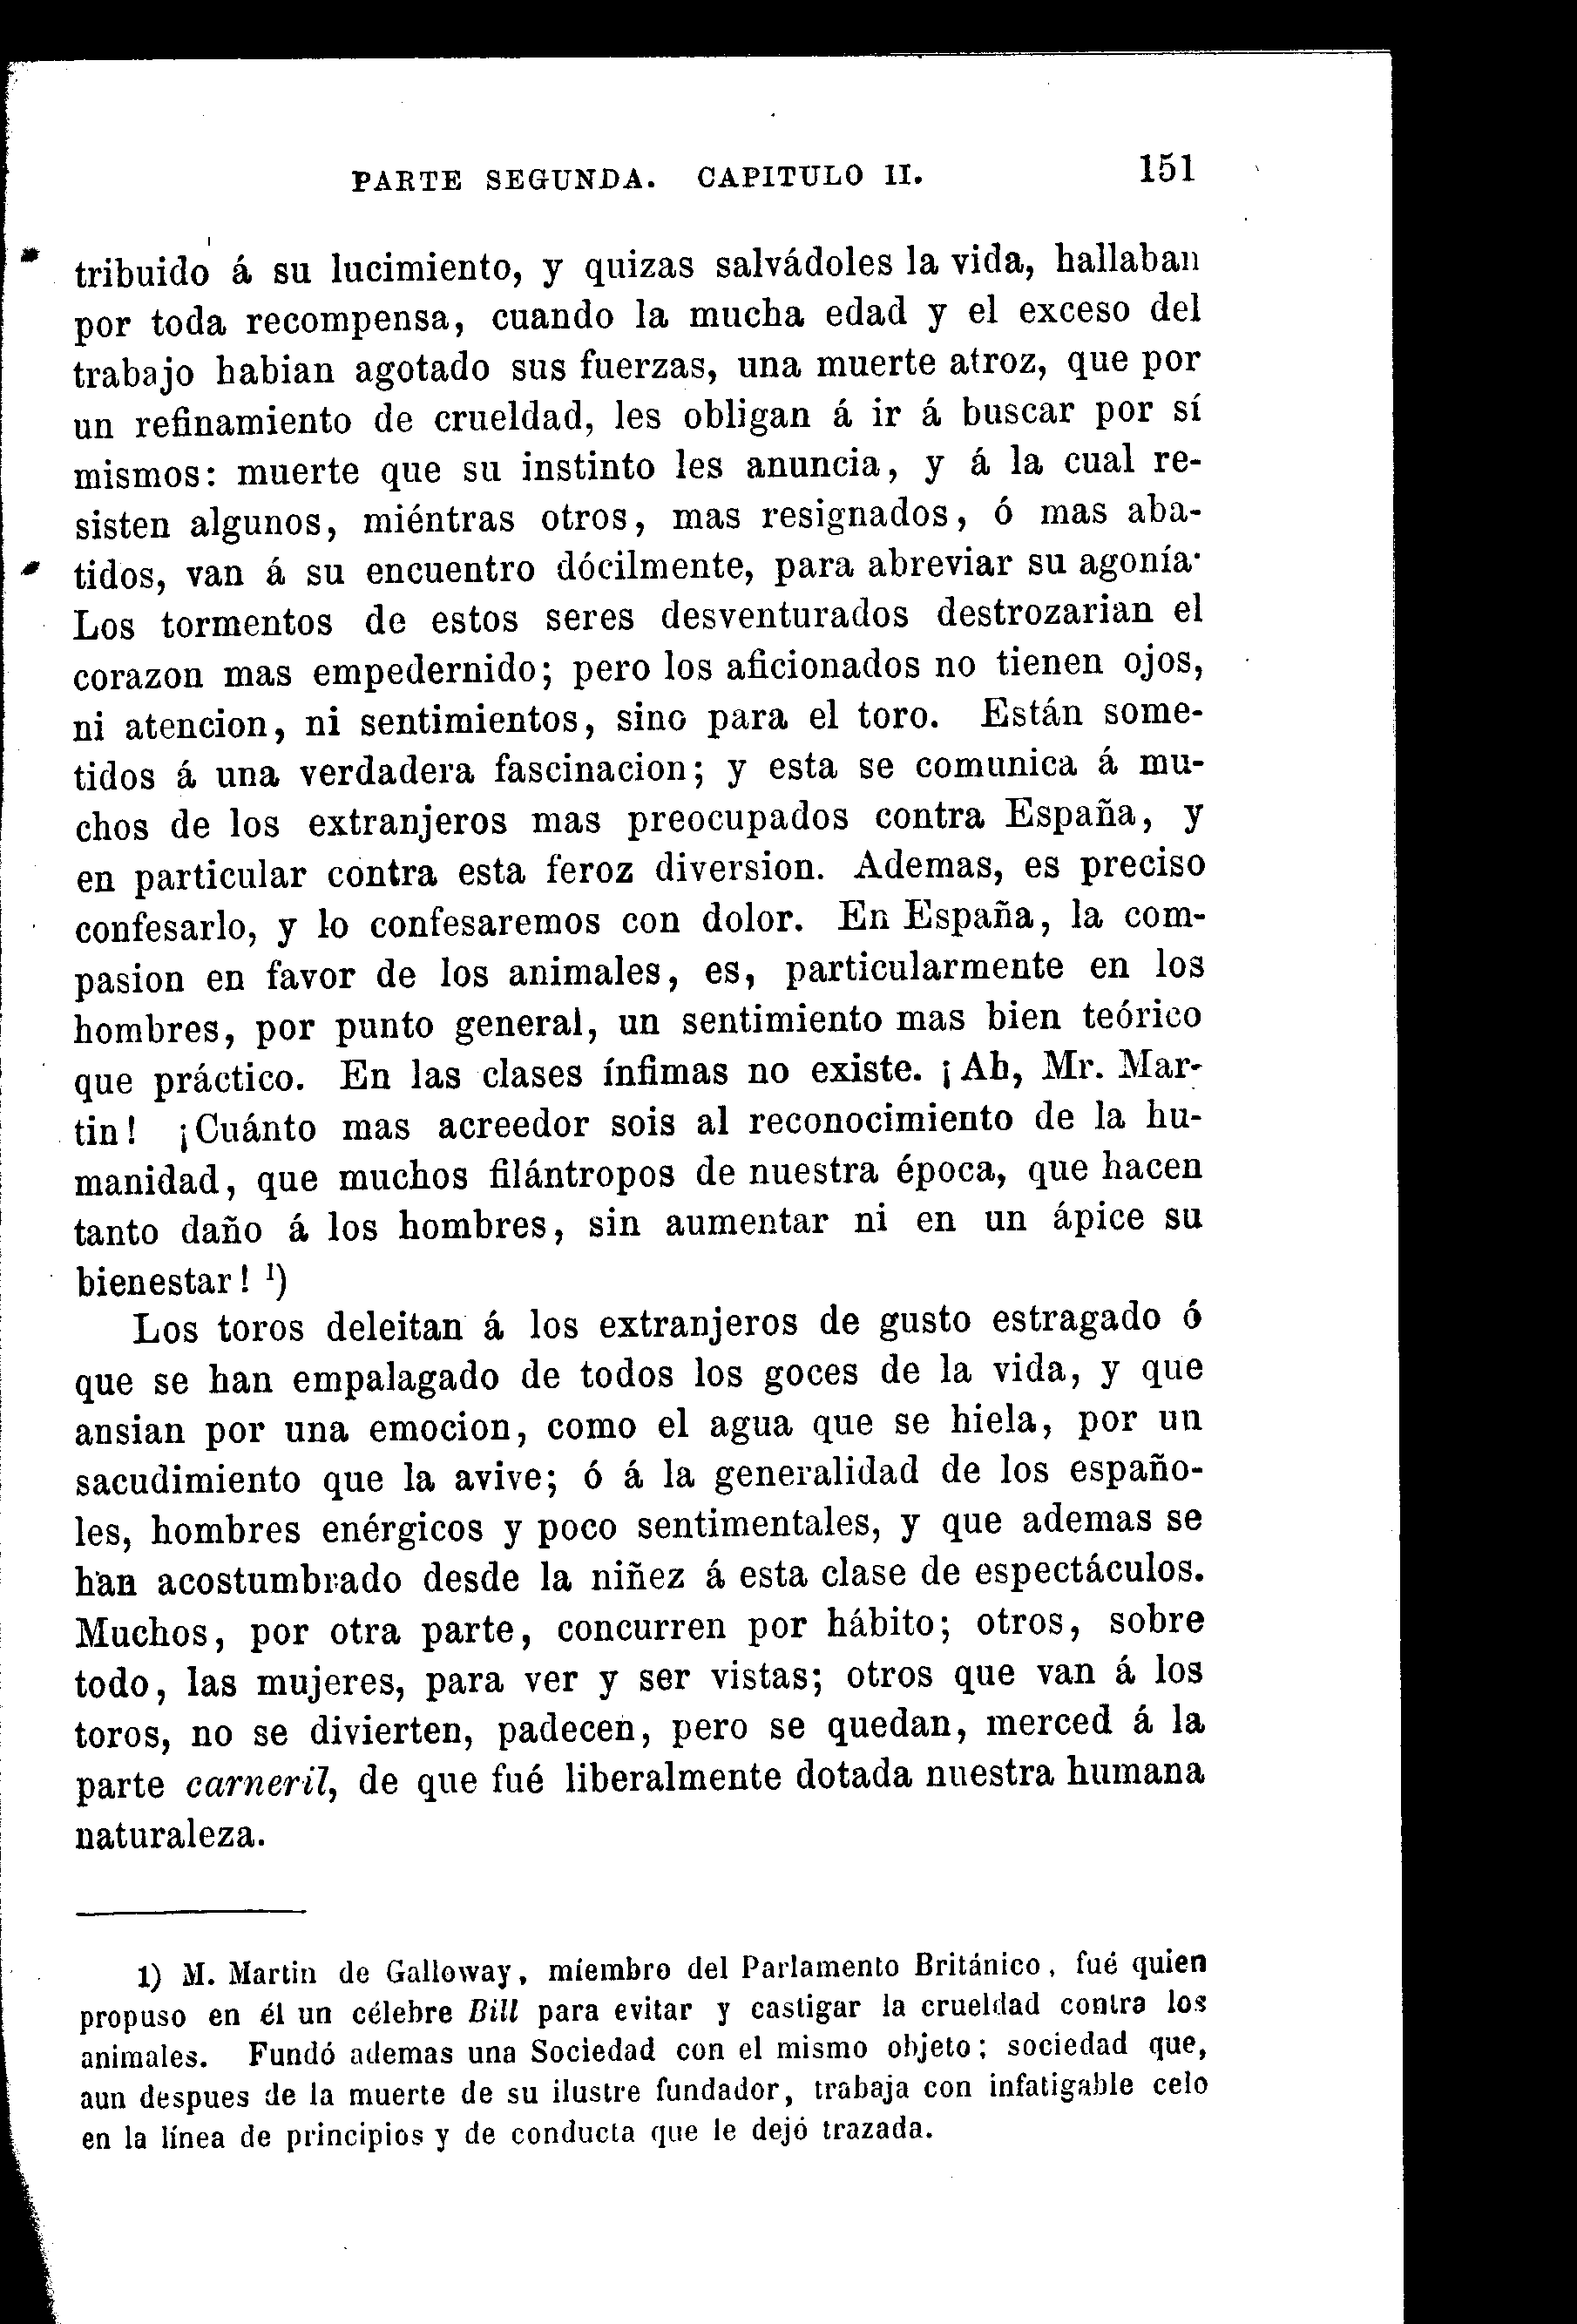 PARTE SEGUNDA. CAPITULO II. 151
tribuido á su lucimiento, y quizas salvádoles la vida, hallaban
por toda recompensa, cuando la mucha edad y el exceso del
trabajo habian agotado sus fuerzas, una muerte atroz, que por
un refinamiento de crueldad, les obligan á ir á buscar por sí
mismos: muerte que su instinto les anuncia, y á la cual re-
sisten algunos, miéntras otros, mas resignados, ó mas aba-
tidos, van á su encuentro dócilmente, para abreviar su agonía·
Los tormentos de estos seres desventurados destrozarian el
corazon mas empedernido; pero los aficionados no tienen ojos,
ni atencion, ni sentimientos, sino para el toro. Están some-
tidos á una verdadera fascinacion; y esta se comunica á mu-
chos de los extranjeros mas preocupados contra España, y
en particular contra esta feroz diversion. Ademas, es preciso
confesarlo, y lo confesaremos con dolor. En España, la com-
pasion en favor de los animales, es, particularmente en los
hombres, por punto general, un sentimiento mas bien teórico
que práctico. En las clases ínfimas no existe. ¡Ah, Mr. Mar-
tin! ¡Cuánto mas acreedor sois al reconocimiento de la hu-
manidad, que muchos filántropos de nuestra época, que hacen
tanto daño á los hombres, sin aumentar ni en un ápice su
bienestar! ¹)
Los toros deleitan á los extranjeros de gusto estragado ó
que se han empalagado de todos los goces de la vida, y que
ansian por una emocion, como el agua que se hiela, por un
sacudimiento que la avive; ó á la generalidad de los españo-
les, hombres enérgicos y poco sentimentales, y que ademas se
han acostumbrado desde la niñez á esta clase de espectáculos.
Muchos, por otra parte, concurren por hábito; otros, sobre
todo, las mujeres, para ver y ser vistas; otros que van á los
toros, no se divierten, padecen, pero se quedan, merced á la
parte carneril, de que fué liberalmente dotada nuestra humana
naturaleza.
1) M. Martin de Galloway, miembro del Parlamento Británico, fué quien
propuso en él un célebre Bill para evitar y castigar la crueldad contra los
animales. Fundó ademas una Sociedad con el mismo objeto; sociedad que,
aun despues de la muerte de su ilustre fundador, trabaja con infatigable celo
en la línea de principios y de conducta que le dejó trazada.